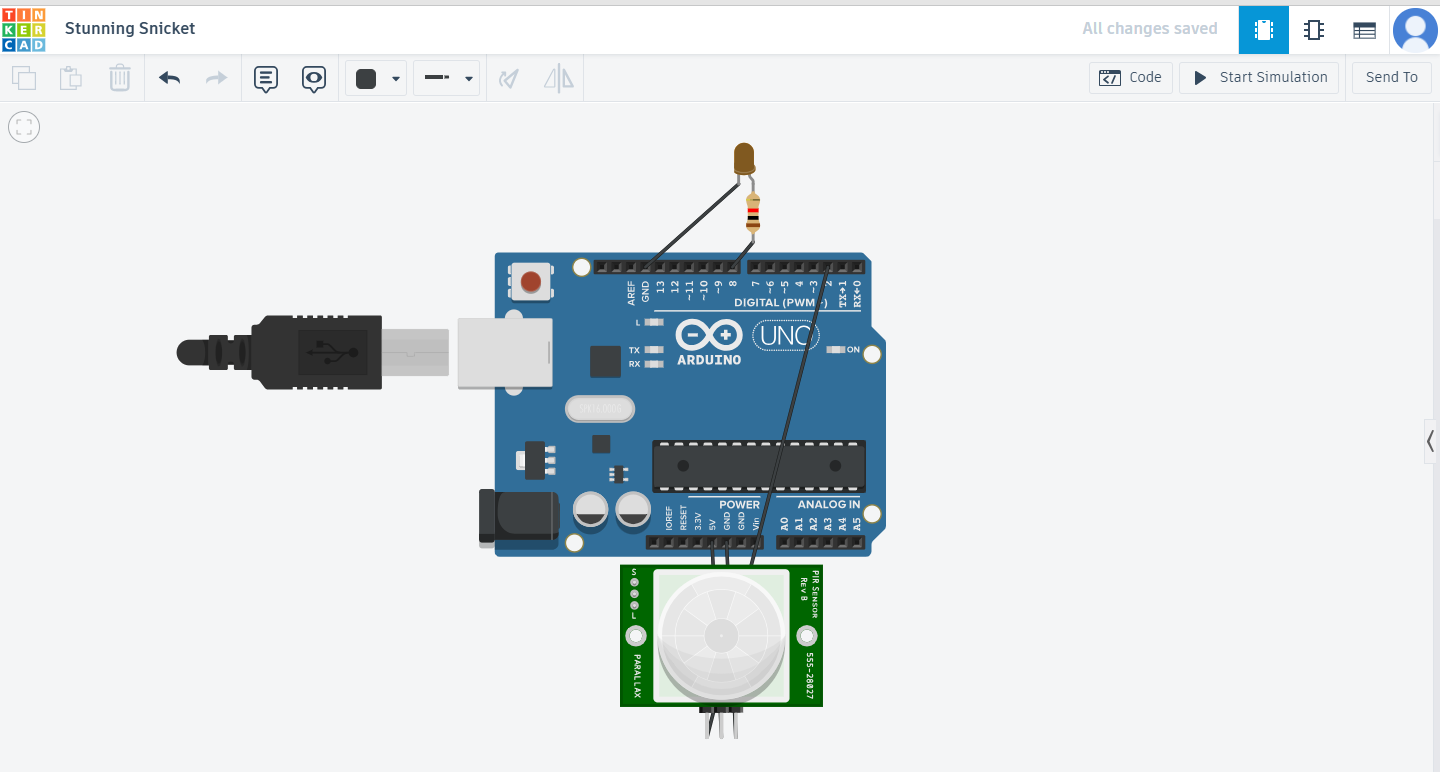 TIN
KER
CAD
Stunning Snicket
All changes saved
Code
Start Simulation
Send To
AREF
GND
13
12
~11
~10
~9
8
7
~6
~5
4
~3
2
TX→1
RX←0
DIGITAL (PWM~)
L
TX
RX
ARDUINO
UNO
ON
POWER
ANALOG IN
IOREF
RESET
3.3V
5V
GND
GND
Vin
A0
A1
A2
A3
A4
A5
S
L
PARALLAX
PIR SENSOR
REV B
555-28027